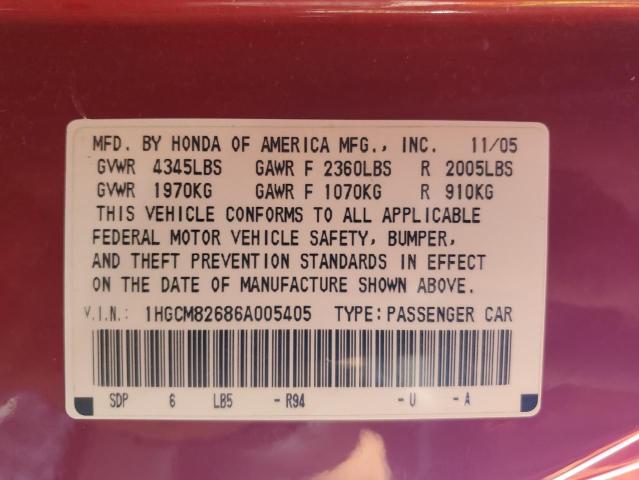 MFD. BY HONDA OF AMERICA MFG., INC. 11/05
GVWR 4345LBS GAWR F 2360LBS R 2005LBS
GVWR 1970KG GAWR F 1070KG R 910KG
THIS VEHICLE CONFORMS TO ALL APPLICABLE
FEDERAL MOTOR VEHICLE SAFETY, BUMPER,
AND THEFT PREVENTION STANDARDS IN EFFECT
ON THE DATE OF MANUFACTURE SHOWN ABOVE.
V.I.N.: 1HGCM82686A005405 TYPE: PASSENGER CAR
SDP 6 LB5 -R94 -U -A